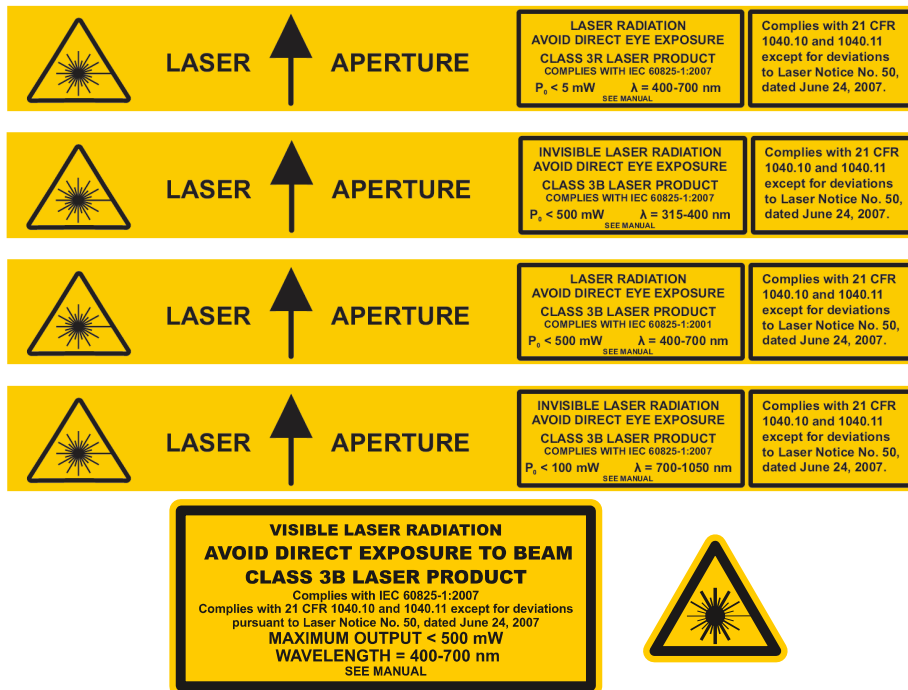 LASER APERTURE
LASER RADIATION
AVOID DIRECT EYE EXPOSURE
CLASS 3R LASER PRODUCT
COMPLIES WITH IEC 60825-1:2007
P₀ < 5 mW λ = 400-700 nm
SEE MANUAL
Complies with 21 CFR
1040.10 and 1040.11
except for deviations
to Laser Notice No. 50,
dated June 24, 2007.
LASER APERTURE
INVISIBLE LASER RADIATION
AVOID DIRECT EYE EXPOSURE
CLASS 3B LASER PRODUCT
COMPLIES WITH IEC 60825-1:2007
P₀ < 500 mW λ = 315-400 nm
SEE MANUAL
Complies with 21 CFR
1040.10 and 1040.11
except for deviations
to Laser Notice No. 50,
dated June 24, 2007.
LASER APERTURE
LASER RADIATION
AVOID DIRECT EYE EXPOSURE
CLASS 3B LASER PRODUCT
COMPLIES WITH IEC 60825-1:2001
P₀ < 500 mW λ = 400-700 nm
SEE MANUAL
Complies with 21 CFR
1040.10 and 1040.11
except for deviations
to Laser Notice No. 50,
dated June 24, 2007.
LASER APERTURE
INVISIBLE LASER RADIATION
AVOID DIRECT EYE EXPOSURE
CLASS 3B LASER PRODUCT
COMPLIES WITH IEC 60825-1:2007
P₀ < 100 mW λ = 700-1050 nm
SEE MANUAL
Complies with 21 CFR
1040.10 and 1040.11
except for deviations
to Laser Notice No. 50,
dated June 24, 2007.
VISIBLE LASER RADIATION
AVOID DIRECT EXPOSURE TO BEAM
CLASS 3B LASER PRODUCT
Complies with IEC 60825-1:2007
Complies with 21 CFR 1040.10 and 1040.11 except for deviations
pursuant to Laser Notice No. 50, dated June 24, 2007
MAXIMUM OUTPUT < 500 mW
WAVELENGTH = 400-700 nm
SEE MANUAL